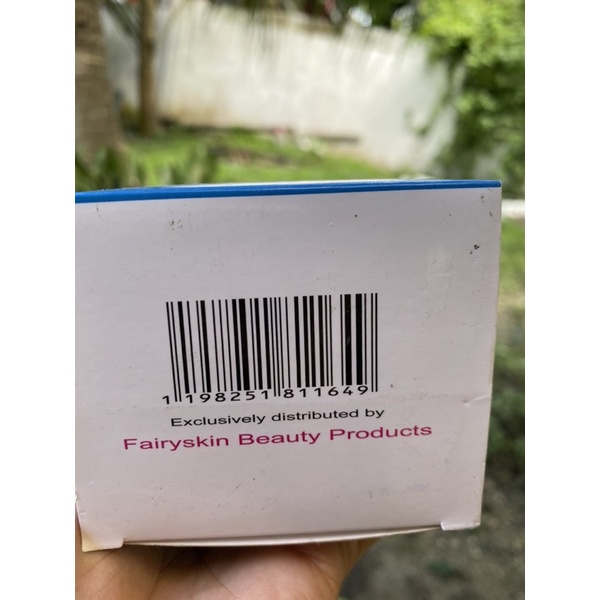 1 198251 811649
Exclusively distributed by
Fairyskin Beauty Products